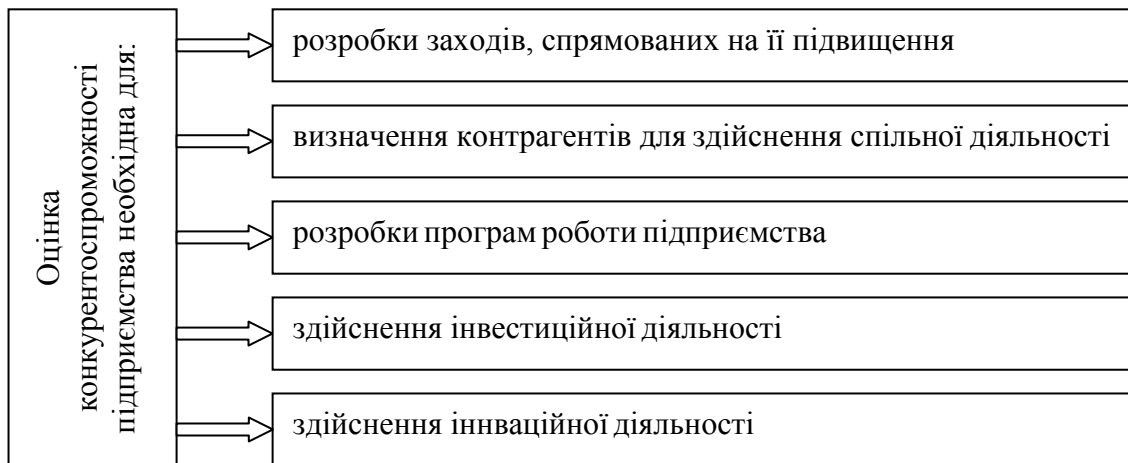 Оцінка
конкурентоспроможності
підприємства необхідна для:
розробки заходів, спрямованих на її підвищення
визначення контрагентів для здійснення спільної діяльності
розробки програм роботи підприємства
здійснення інвестиційної діяльності
здійснення іннваційної діяльності